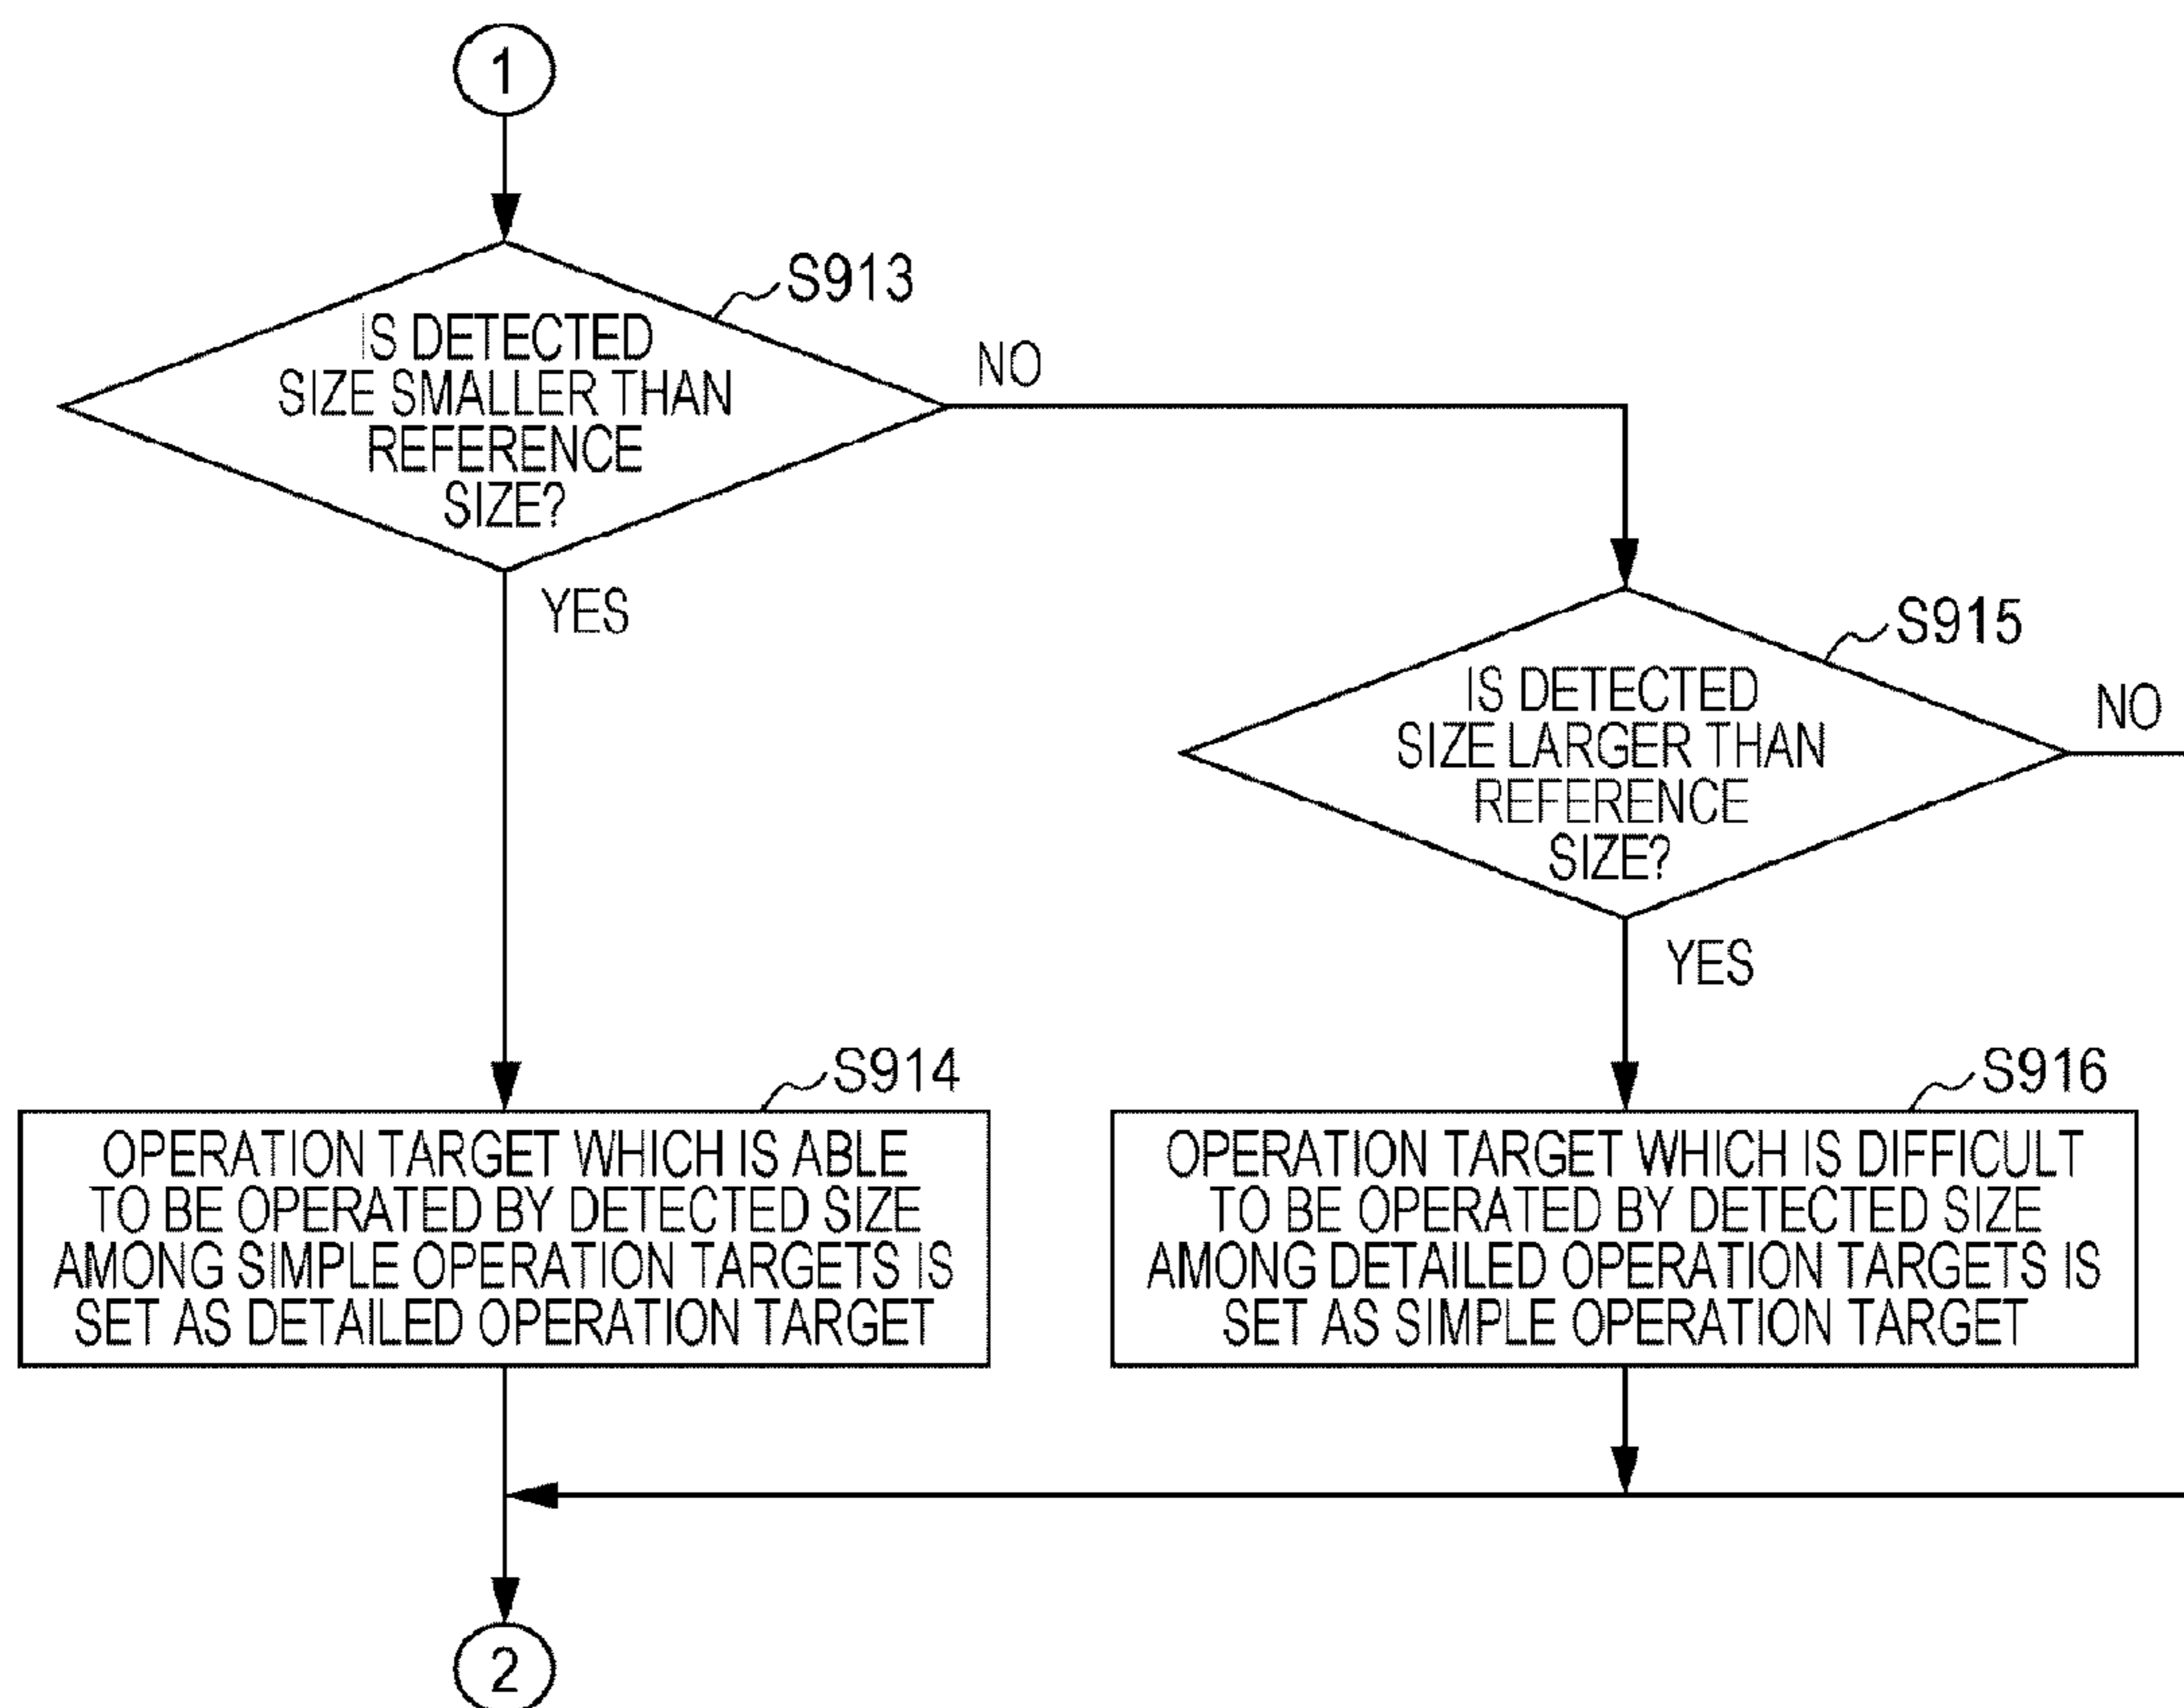 1
S913
IS DETECTED
SIZE SMALLER THAN
REFERENCE
SIZE?
NO
YES
S915
IS DETECTED
SIZE LARGER THAN
REFERENCE
SIZE?
NO
YES
S914
OPERATION TARGET WHICH IS ABLE
TO BE OPERATED BY DETECTED SIZE
AMONG SIMPLE OPERATION TARGETS IS
SET AS DETAILED OPERATION TARGET
S916
OPERATION TARGET WHICH IS DIFFICULT
TO BE OPERATED BY DETECTED SIZE
AMONG DETAILED OPERATION TARGETS IS
SET AS SIMPLE OPERATION TARGET
2